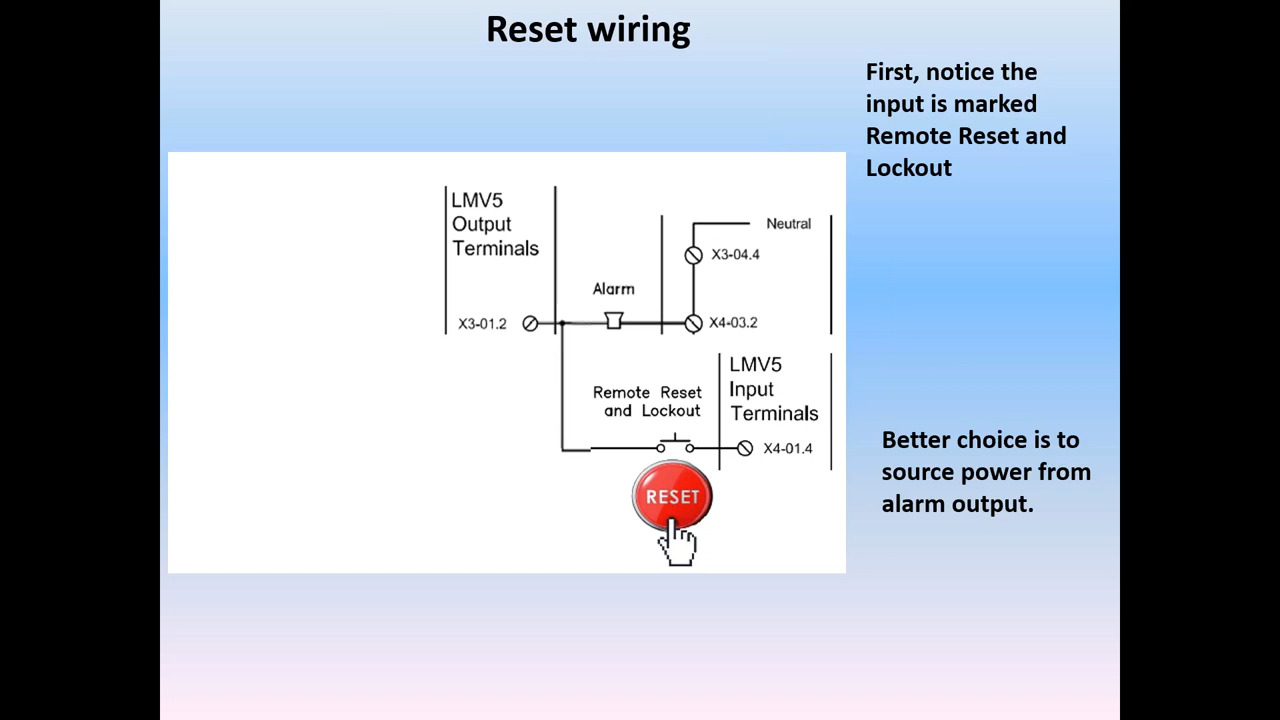 Reset wiring
First, notice the
input is marked
Remote Reset and
Lockout
LMV5
Output
Terminals
Neutral
X3-04.4
Alarm
X3-01.2
X4-03.2
LMV5
Input
Terminals
Remote Reset
and Lockout
X4-01.4
RESET
Better choice is to
source power from
alarm output.